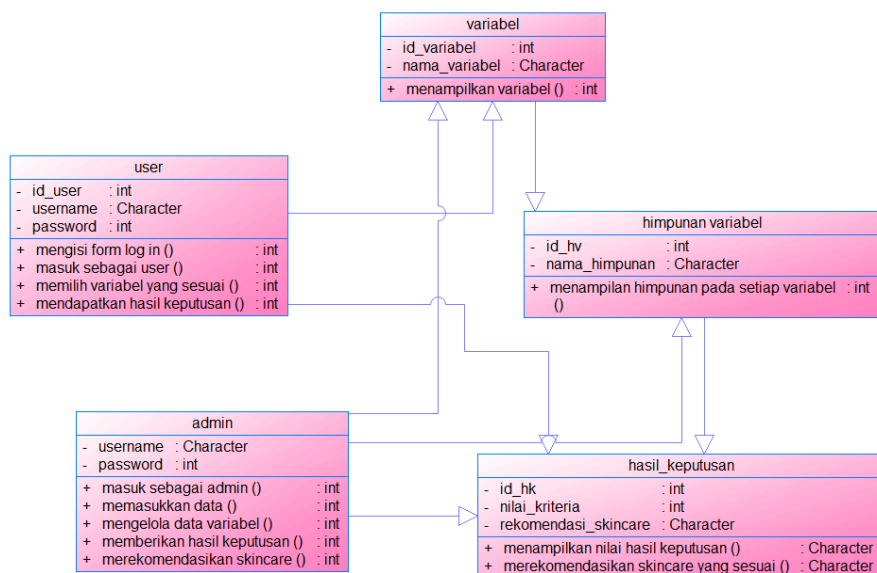 variabel
- id_variabel : int
- nama_variabel : Character
+ menampilkan variabel () : int
user
- id_user : int
- username : Character
- password : int
+ mengisi form log in () : int
+ masuk sebagai user () : int
+ memilih variabel yang sesuai () : int
+ mendapatkan hasil keputusan () : int
himpunan variabel
- id_hv : int
- nama_himpunan : Character
+ menampilan himpunan pada setiap variabel : int
()
admin
- username : Character
- password : int
+ masuk sebagai admin () : int
+ memasukkan data () : int
+ mengelola data variabel () : int
+ memberikan hasil keputusan () : int
+ merekomendasikan skincare () : int
hasil_keputusan
- id_hk : int
- nilai_kriteria : int
- rekomendasi_skincare : Character
+ menampilkan nilai hasil keputusan () : Character
+ merekomendasikan skincare yang sesuai () : Character